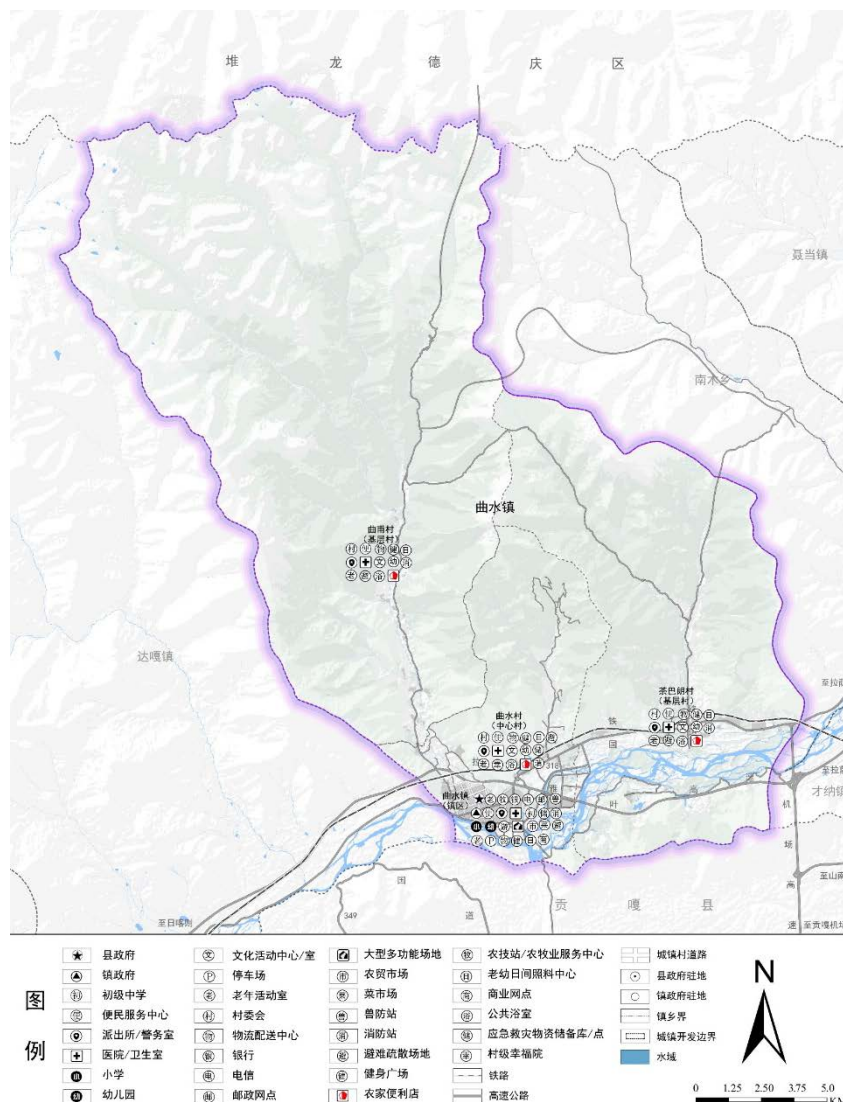 堆龙德庆区
聂当镇
南木乡
曲水镇
曲甫村
(基层村)
达嘎镇
茶巴朗村
(基层村)
曲水村
(中心村)
318
曲水镇
(镇区)
才纳镇
机场高速
贡嘎县
国道
349
至日喀则
至贡嘎机场
图例
县政府
镇政府
初级中学
便民服务中心
派出所/警务室
医院/卫生室
小学
幼儿园
文化活动中心/室
停车场
老年活动室
村委会
物流配送中心
银行
电信
邮政网点
大型多功能场地
农贸市场
菜市场
兽防站
消防站
避难疏散场地
健身广场
农家便利店
农技站/农牧业服务中心
老幼日间照料中心
商业网点
公共浴室
应急救灾物资储备库/点
村级幸福院
铁路
高速公路
城镇村道路
县政府驻地
镇政府驻地
镇乡界
城镇开发边界
水域
N
0 1.25 2.50 3.75 5.0